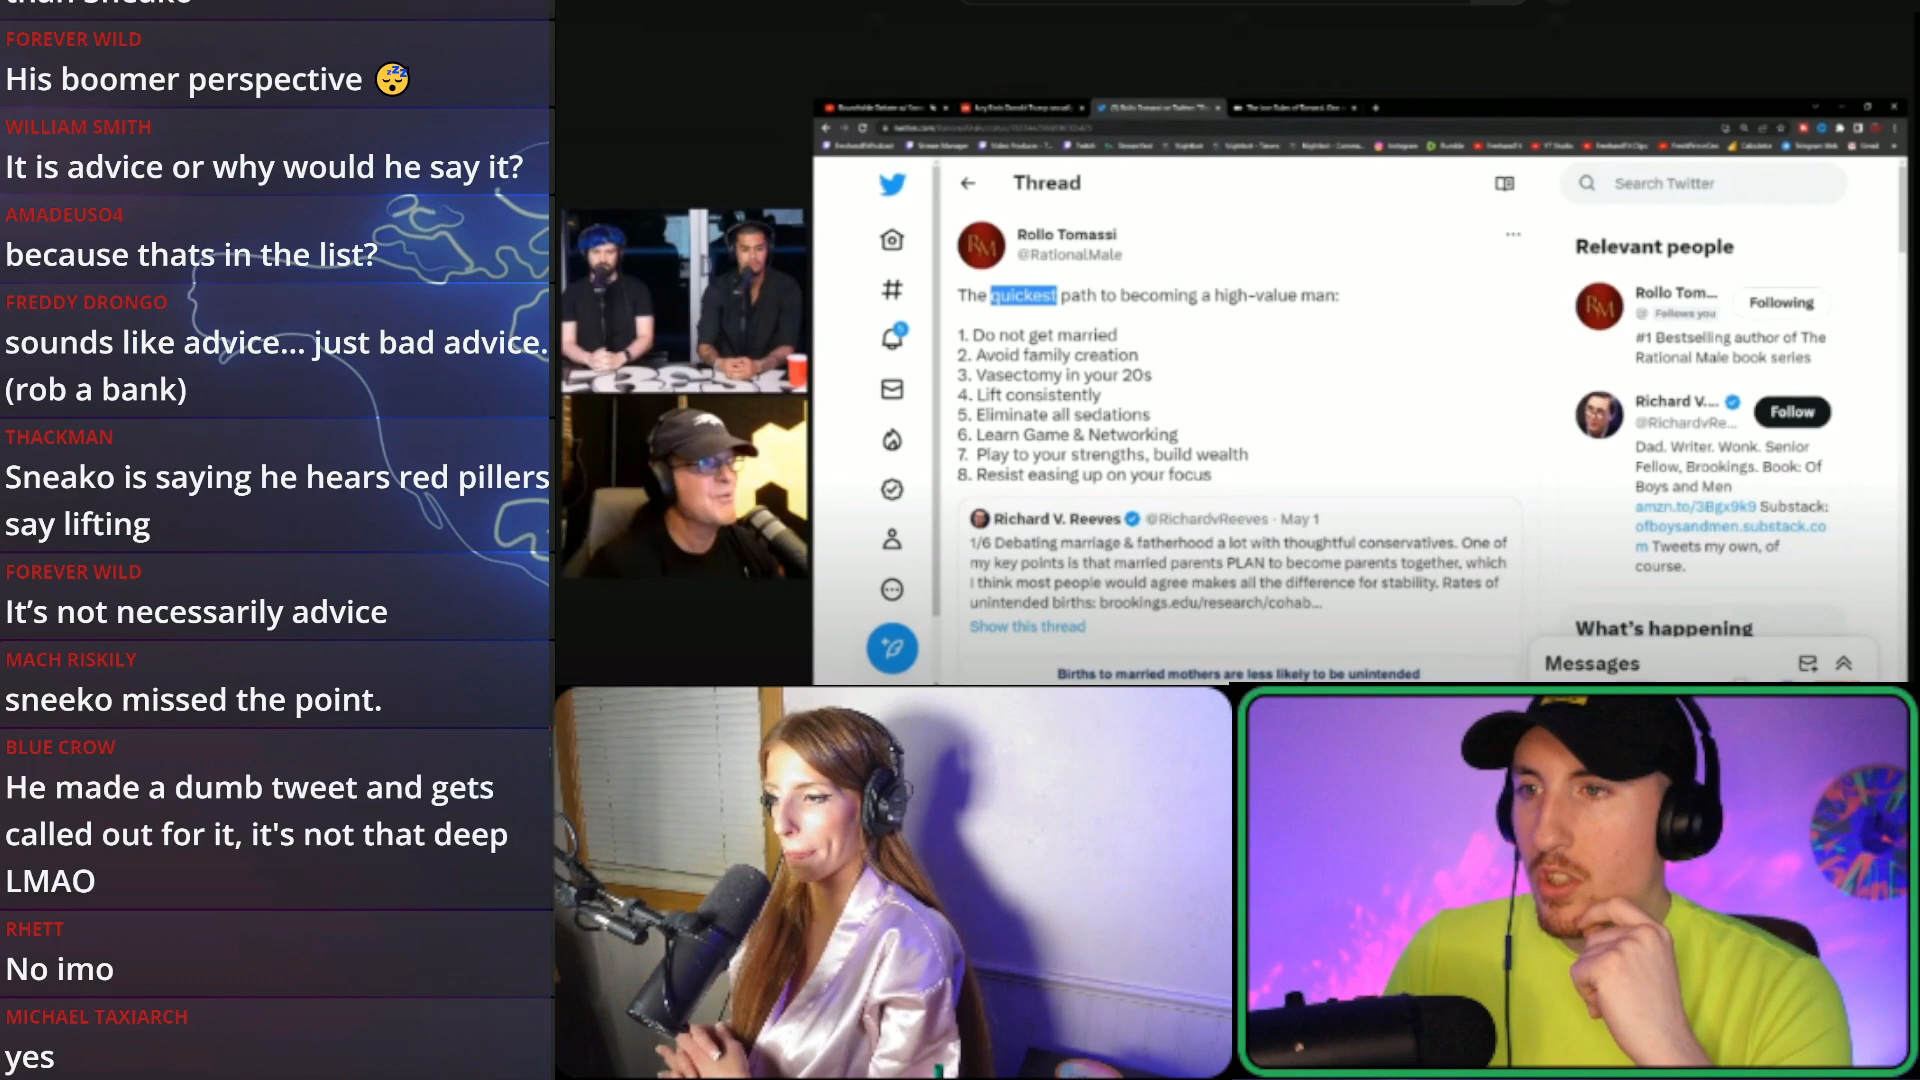 FOREVER WILD
His boomer perspective 😴
WILLIAM SMITH
It is advice or why would he say it?
AMADEUSO4
because thats in the list?
FREDDY DRONGO
sounds like advice... just bad advice.
(rob a bank)
THACKMAN
Sneako is saying he hears red pillers
say lifting
FOREVER WILD
It's not necessarily advice
MACH RISKILY
sneeko missed the point.
BLUE CROW
He made a dumb tweet and gets
called out for it, it's not that deep
LMAO
RHETT
No imo
MICHAEL TAXIARCH
yes
Thread
Rollo Tomassi
@RationalMale
The quickest path to becoming a high-value man:
1. Do not get married
2. Avoid family creation
3. Vasectomy in your 20s
4. Lift consistently
5. Eliminate all sedations
6. Learn Game & Networking
7. Play to your strengths, build wealth
8. Resist easing up on your focus
Richard V. Reeves @RichardvReeves · May 1
1/6 Debating marriage & fatherhood a lot with thoughtful conservatives. One of
my key points is that married parents PLAN to become parents together, which
I think most people would agree makes all the difference for stability. Rates of
unintended births: brookings.edu/research/cohab...
Show this thread
Births to married mothers are less likely to be unintended
Search Twitter
Relevant people
Rollo Tom...
Following
@ Follows you
#1 Bestselling author of The
Rational Male book series
Richard V....
Follow
@RichardvRe...
Dad. Writer. Wonk. Senior
Fellow, Brookings. Book: Of
Boys and Men
amzn.to/3Bgx9k9 Substack:
ofboysandmen.substack.co
m Tweets my own, of
course.
What's happening
Messages